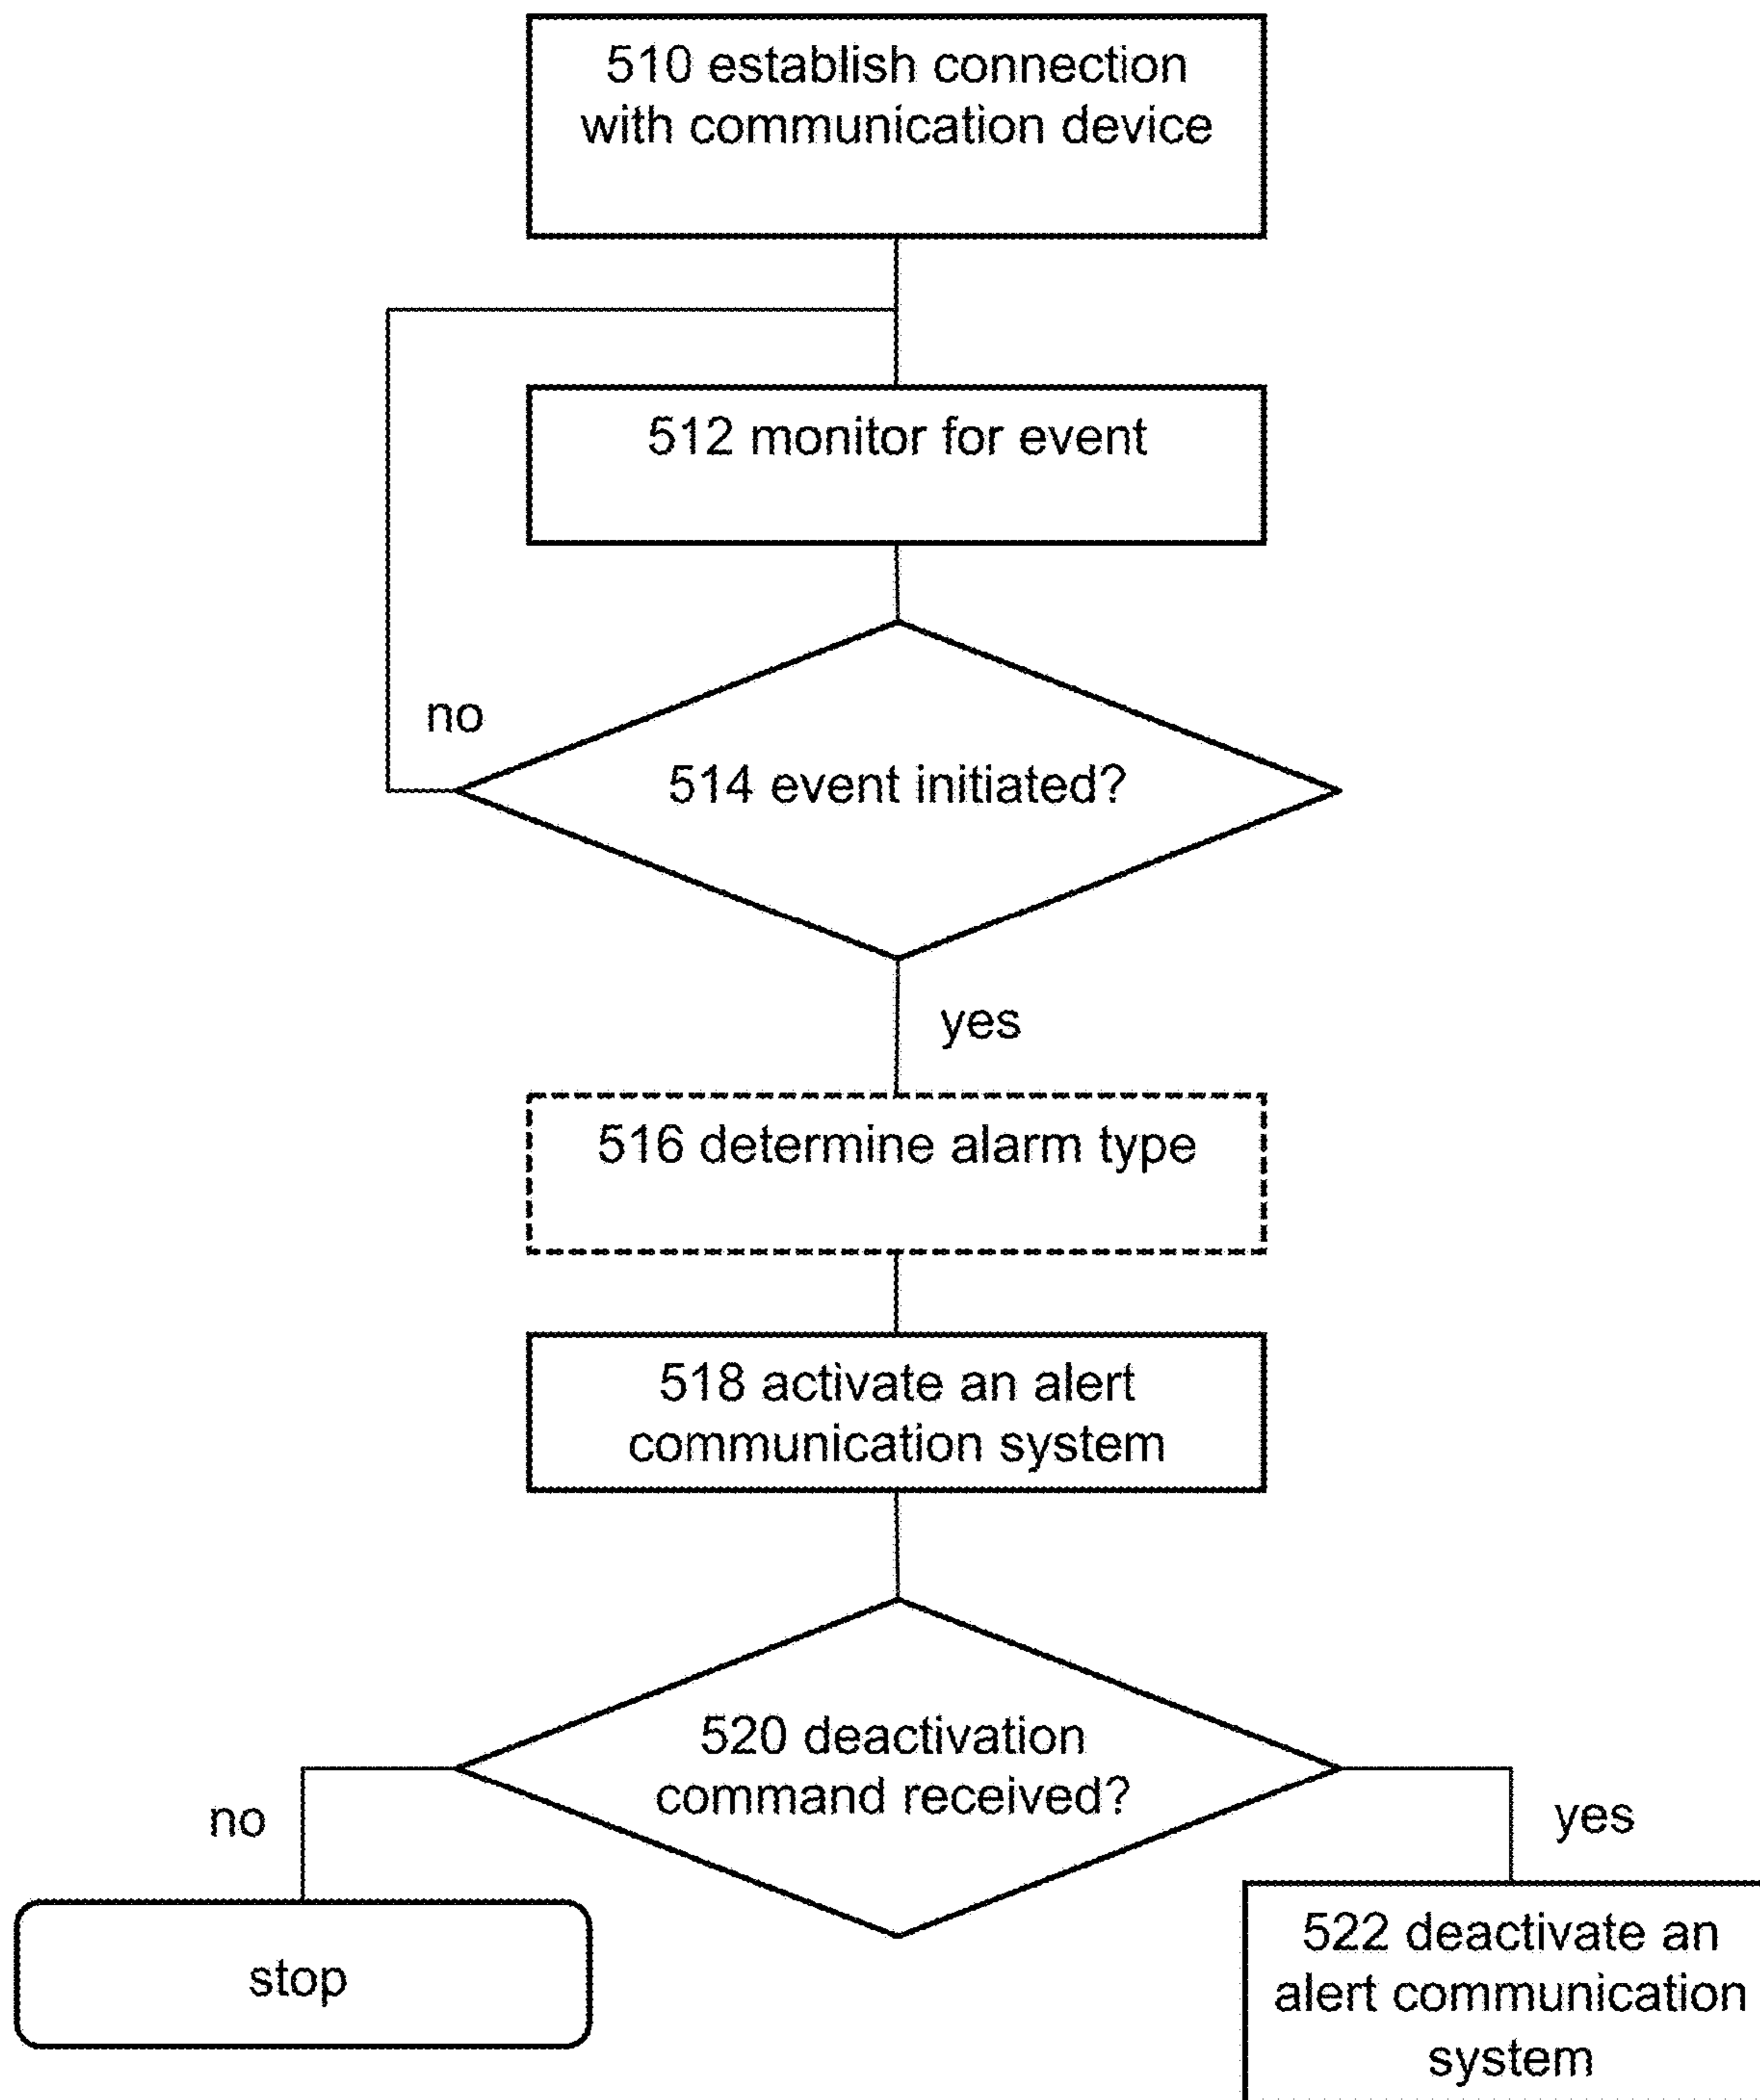 510 establish connection
with communication device
512 monitor for event
no
514 event initiated?
yes
516 determine alarm type
518 activate an alert
communication system
520 deactivation
command received?
no
yes
stop
522 deactivate an
alert communication
system